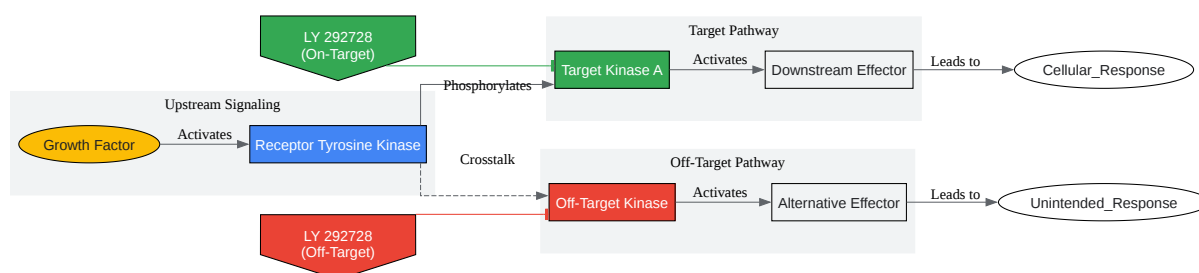 LY 292728
(On-Target)
Target Pathway
Target Kinase A
Activates
Downstream Effector
Leads to
Cellular_Response
Phosphorylates
Upstream Signaling
Growth Factor
Activates
Receptor Tyrosine Kinase
Crosstalk
Off-Target Pathway
Off-Target Kinase
Activates
Alternative Effector
Leads to
Unintended_Response
LY 292728
(Off-Target)